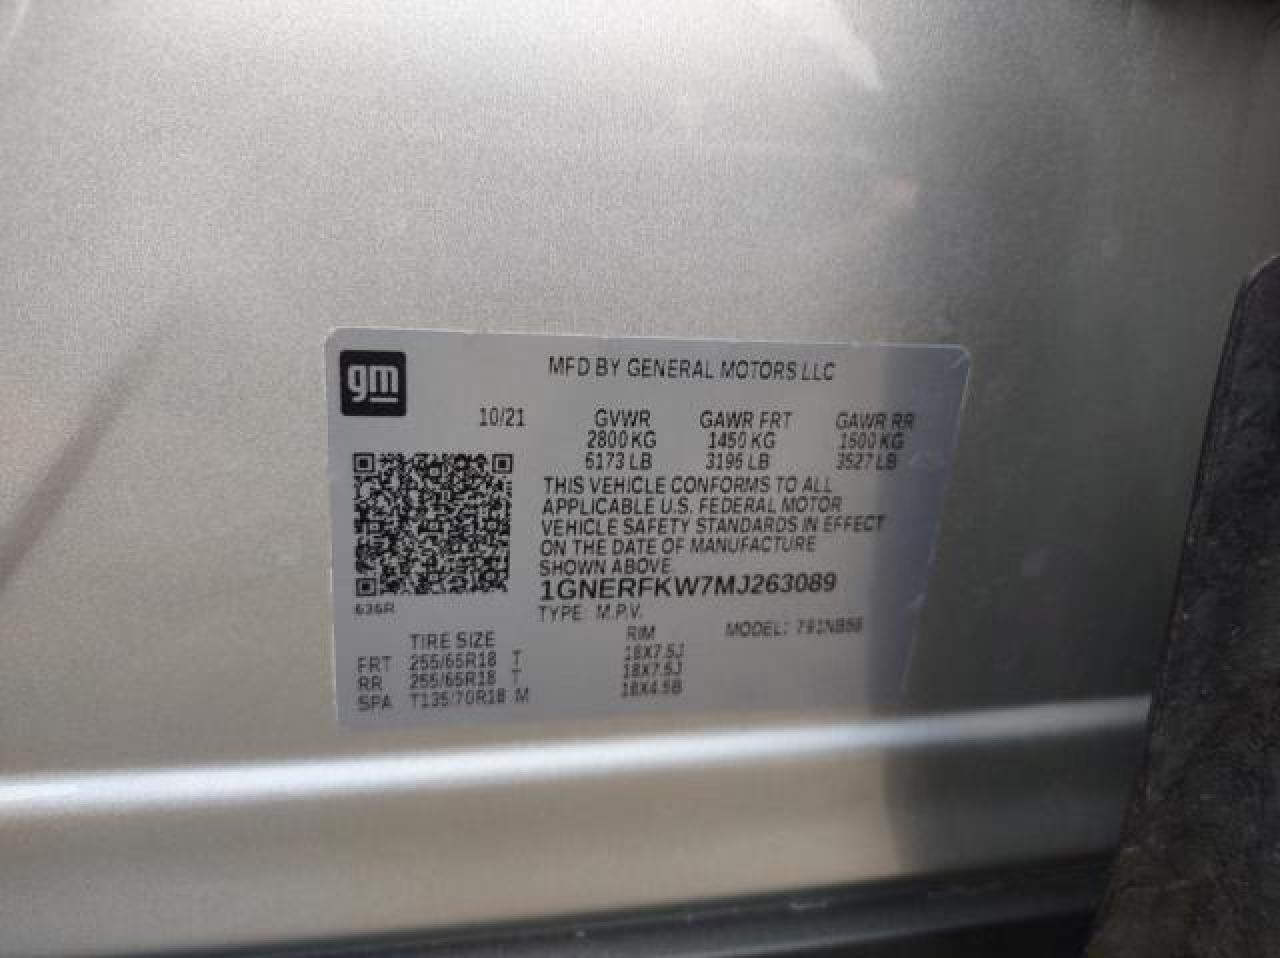 gm
MFD BY GENERAL MOTORS LLC
10/21 GVWR GAWR FRT GAWR RR
2800 KG 1450 KG 1600 KG
6173 LB 3196 LB 3527 LB
THIS VEHICLE CONFORMS TO ALL
APPLICABLE U.S. FEDERAL MOTOR
VEHICLE SAFETY STANDARDS IN EFFECT
ON THE DATE OF MANUFACTURE
SHOWN ABOVE.
1GNERFKW7MJ263089
636R
TYPE: M.P.V. MODEL:
TIRE SIZE RIM
FRT 255/65R18 T 18X7.5J
RR 255/65R18 T 18X7.5J
SPA T135/70R18 M 18X4.5B